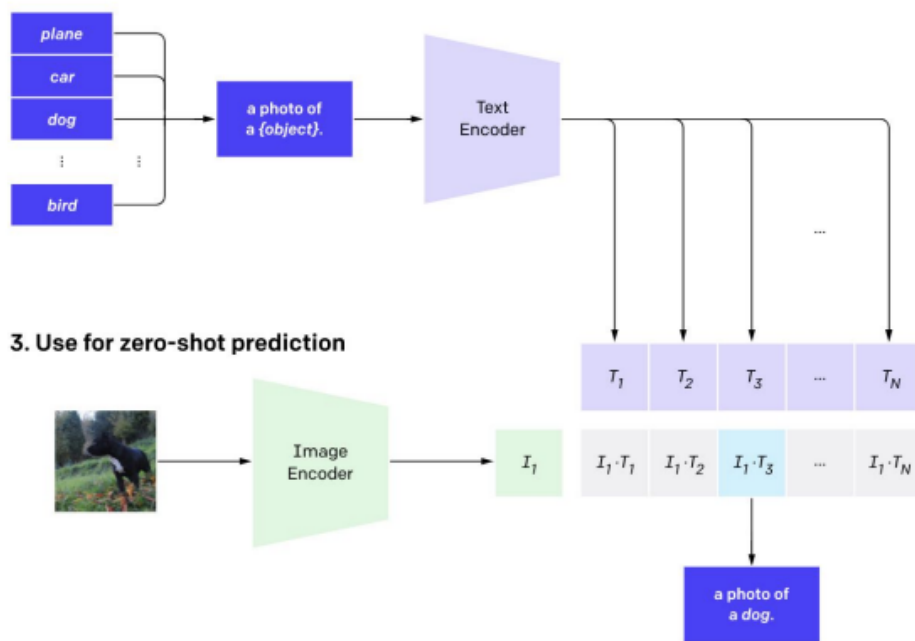 plane
car
dog
⋮ ⋮
bird
a photo of
a {object}.
Text
Encoder
...
3. Use for zero-shot prediction
T1 T2 T3 ... TN
Image
Encoder
I1
I1·T1 I1·T2 I1·T3 ... I1·TN
a photo of
a dog.